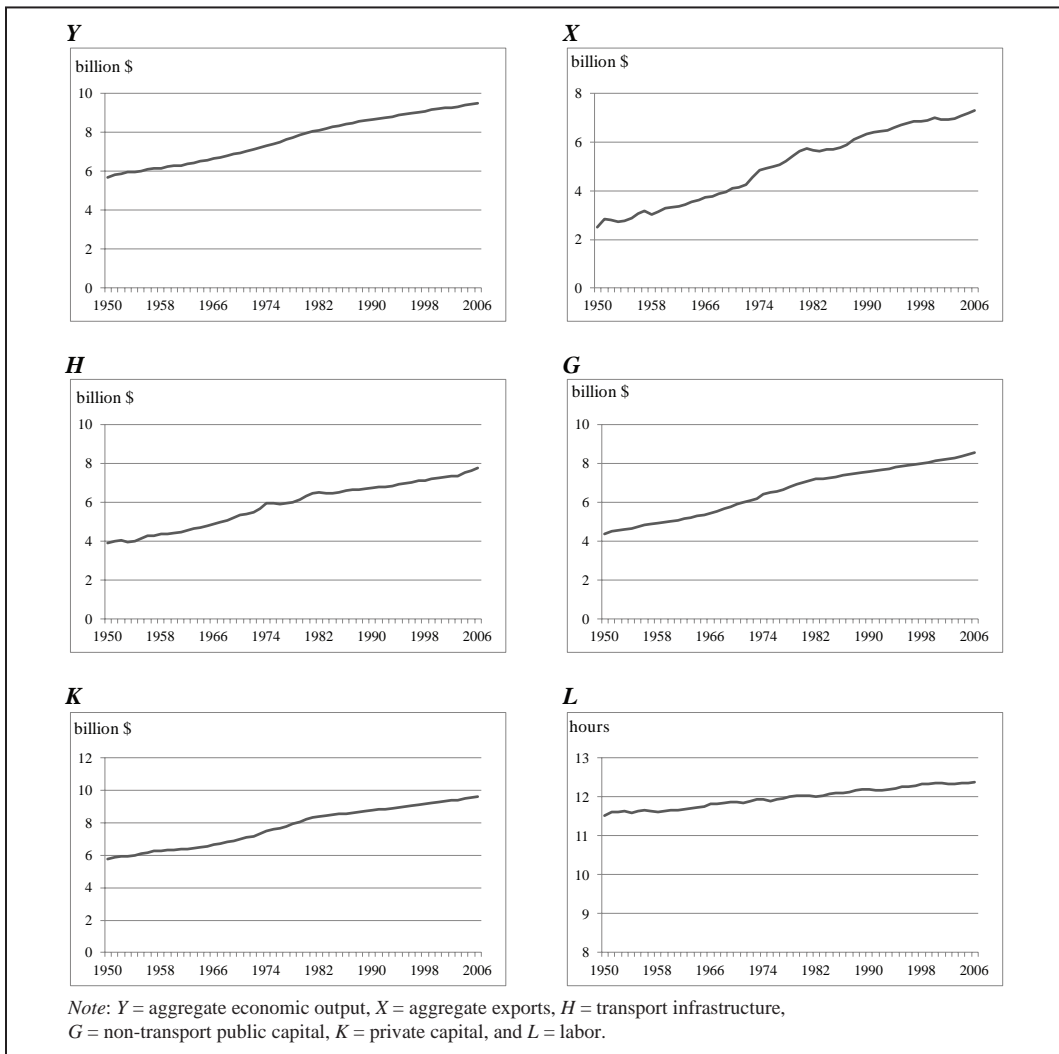 Y
billion $
10
8
6
4
2
0
1950 1958 1966 1974 1982 1990 1998 2006
X
billion $
8
6
4
2
0
1950 1958 1966 1974 1982 1990 1998 2006
H
billion $
10
8
6
4
2
0
1950 1958 1966 1974 1982 1990 1998 2006
G
billion $
10
8
6
4
2
0
1950 1958 1966 1974 1982 1990 1998 2006
K
billion $
12
10
8
6
4
2
0
1950 1958 1966 1974 1982 1990 1998 2006
L
hours
13
12
11
10
9
8
1950 1958 1966 1974 1982 1990 1998 2006
Note: Y = aggregate economic output, X = aggregate exports, H = transport infrastructure,
G = non-transport public capital, K = private capital, and L = labor.